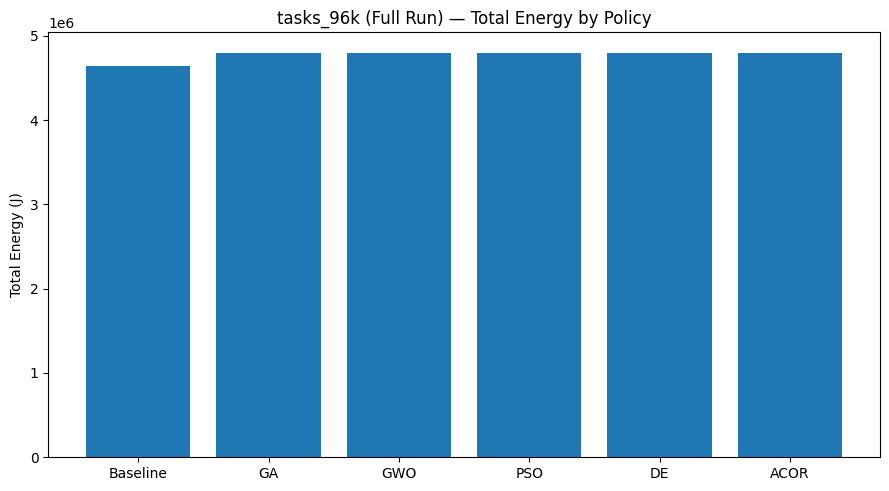 tasks_96k (Full Run) — Total Energy by Policy
1e6
Total Energy (J)
5
4
3
2
1
0
Baseline GA GWO PSO DE ACOR